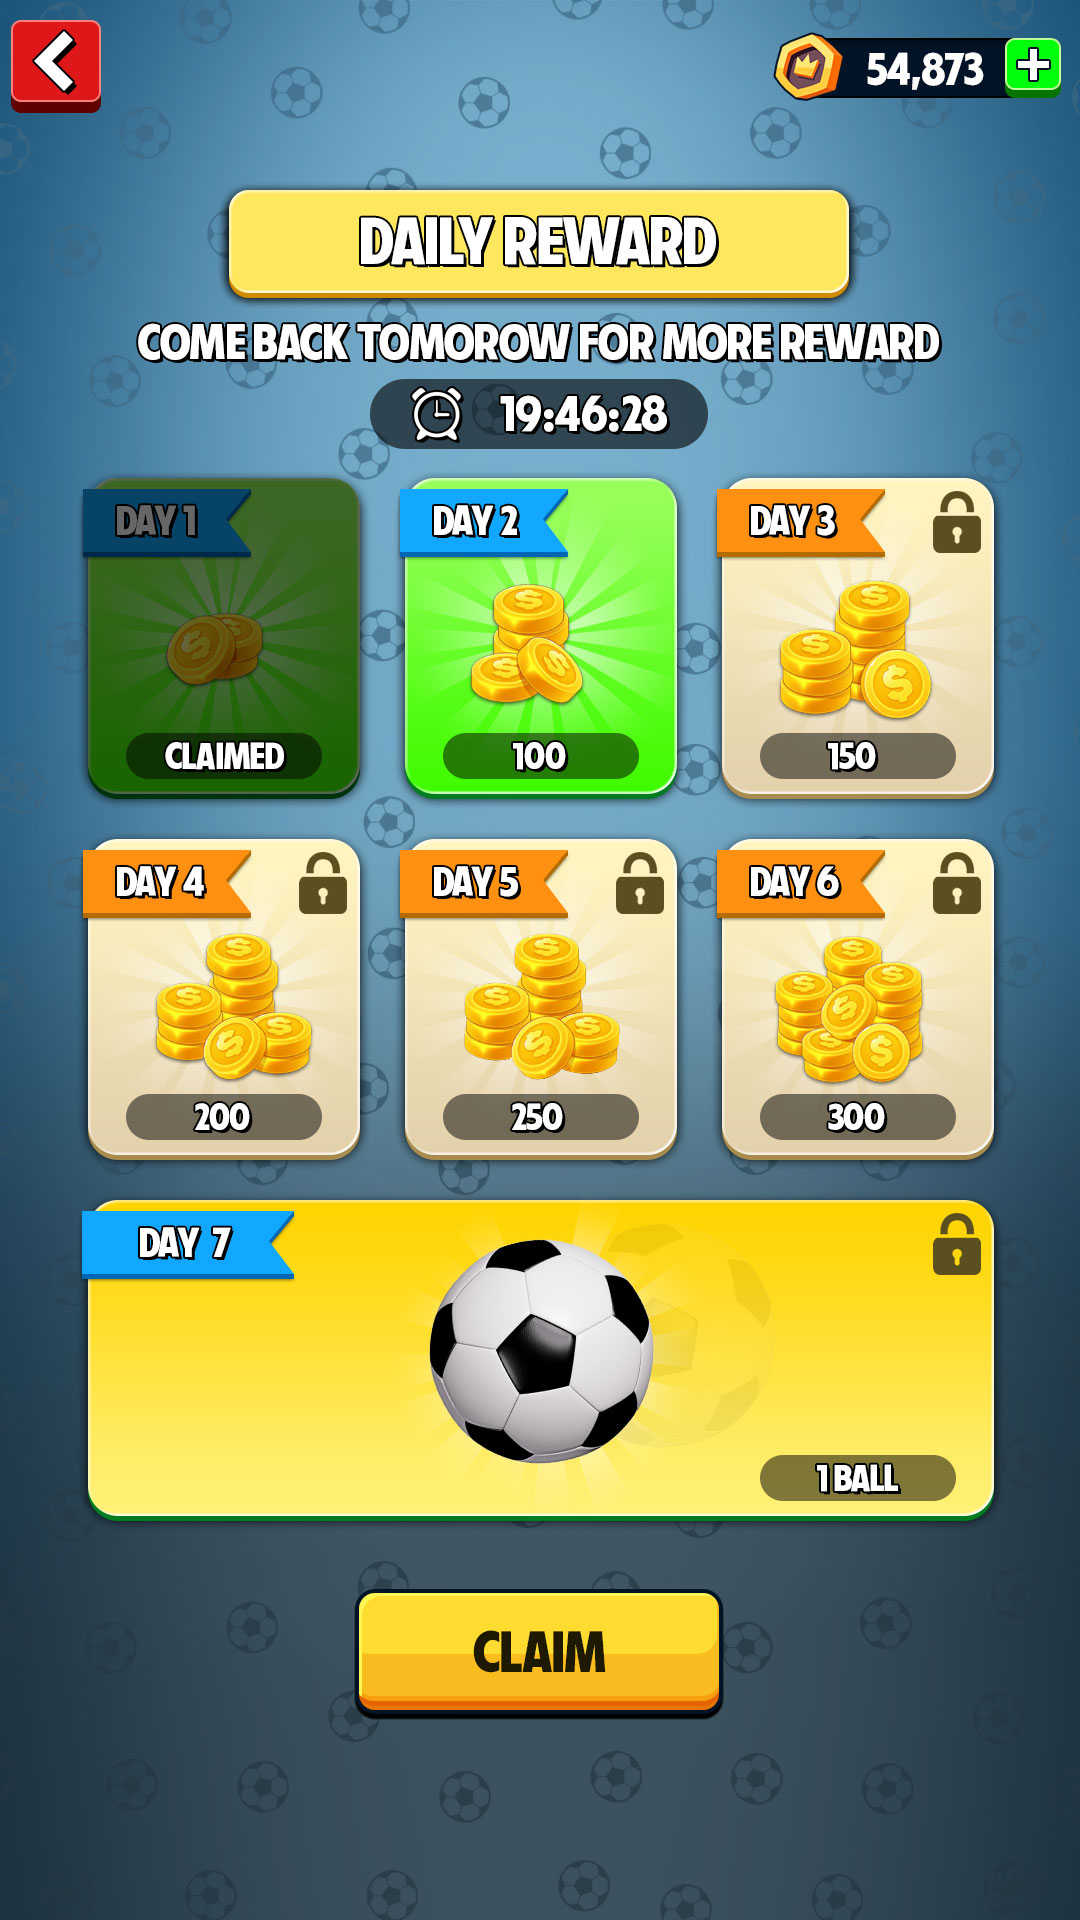 54,873
DAILY REWARD
COME BACK TOMOROW FOR MORE REWARD
19:46:28
DAY 1
DAY 2
DAY 3
CLAIMED
100
150
DAY 4
DAY 5
DAY 6
200
250
300
DAY 7
1 BALL
CLAIM